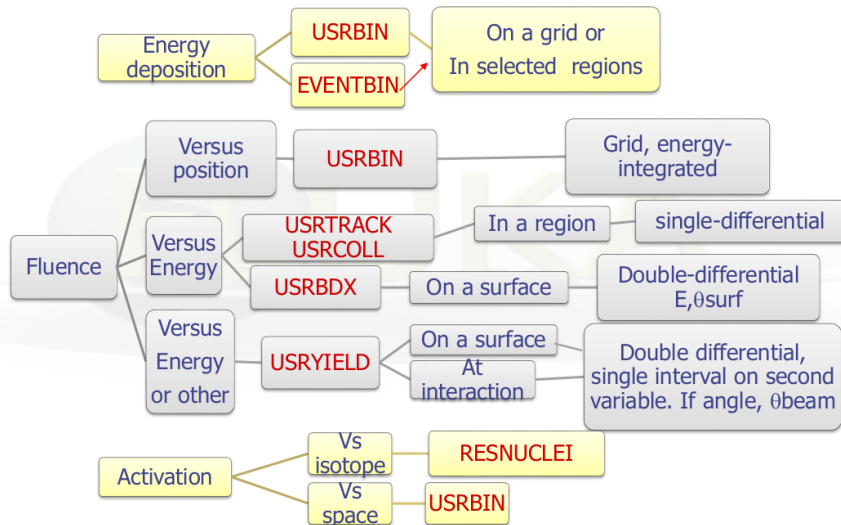 Energy
deposition
USRBIN
EVENTBIN
On a grid or
In selected regions
Fluence
Versus
position
USRBIN
Grid, energy-
integrated
Versus
Energy
USRTRACK
USRCOLL
In a region
single-differential
USRBDX
On a surface
Double-differential
E,θsurf
Versus
Energy
or other
USRYIELD
On a surface
At
interaction
Double differential,
single interval on second
variable. If angle, θbeam
Activation
Vs
isotope
RESNUCLEI
Vs
space
USRBIN